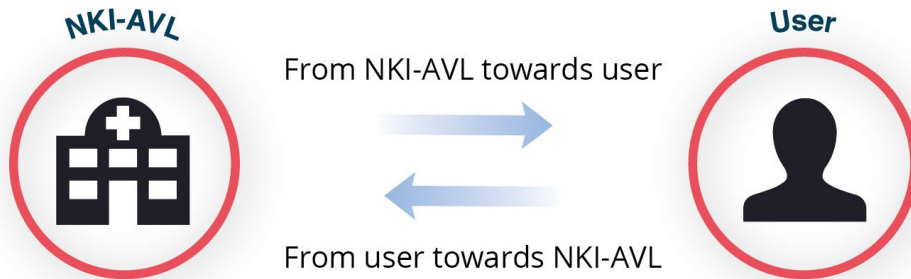 NKI-AVL
User
From NKI-AVL towards user
From user towards NKI-AVL